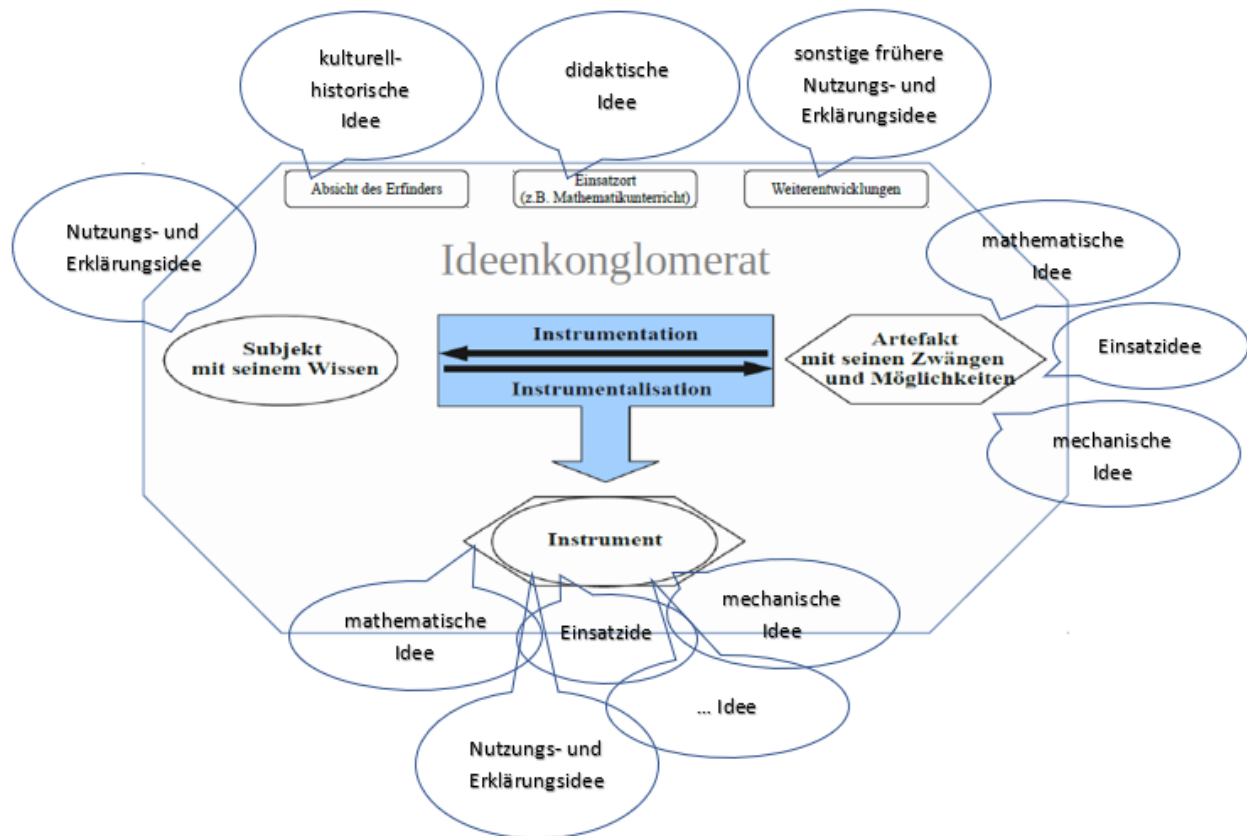 kulturell-
historische
Idee
didaktische
Idee
sonstige frühere
Nutzungs- und
Erklärungsidee
Absicht des Erfinders
Einsatzort
(z.B. Mathematikunterricht)
Weiterentwicklungen
Nutzungs- und
Erklärungsidee
Ideenkonglomerat
mathematische
Idee
Subjekt
mit seinem Wissen
Instrumentation
Instrumentalisation
Artefakt
mit seinen Zwängen
und Möglichkeiten
Einsatzidee
mechanische
Idee
Instrument
mathematische
Idee
Einsatzide
mechanische
Idee
... Idee
Nutzungs- und
Erklärungsidee